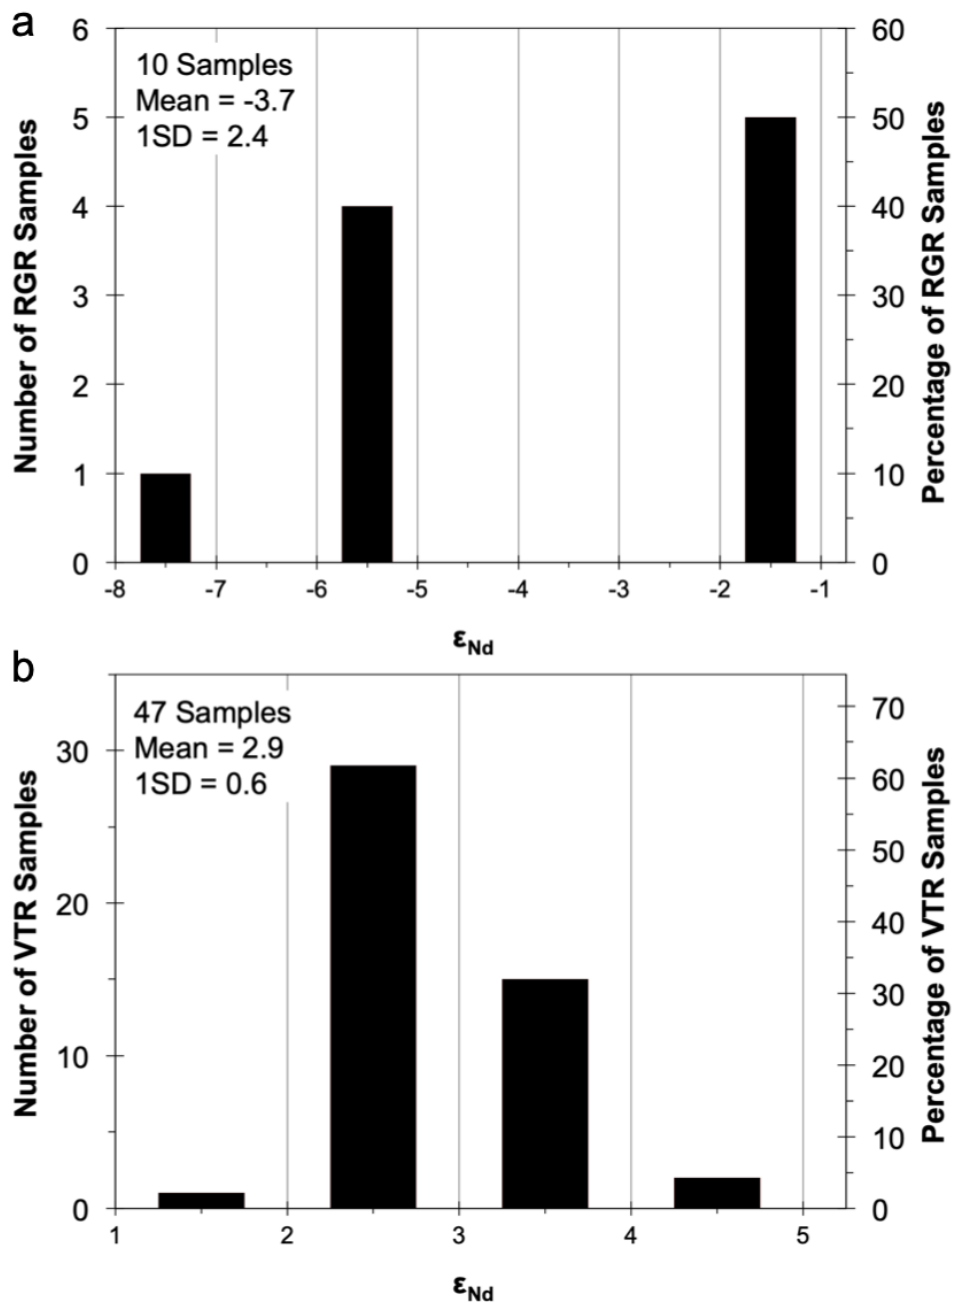 a
10 Samples
Mean = -3.7
1SD = 2.4
Number of RGR Samples
6
5
4
3
2
1
0
Percentage of RGR Samples
60
50
40
30
20
10
0
-8 -7 -6 -5 -4 -3 -2 -1
εNd
b
47 Samples
Mean = 2.9
1SD = 0.6
Number of VTR Samples
30
20
10
0
Percentage of VTR Samples
70
60
50
40
30
20
10
0
1 2 3 4 5
εNd